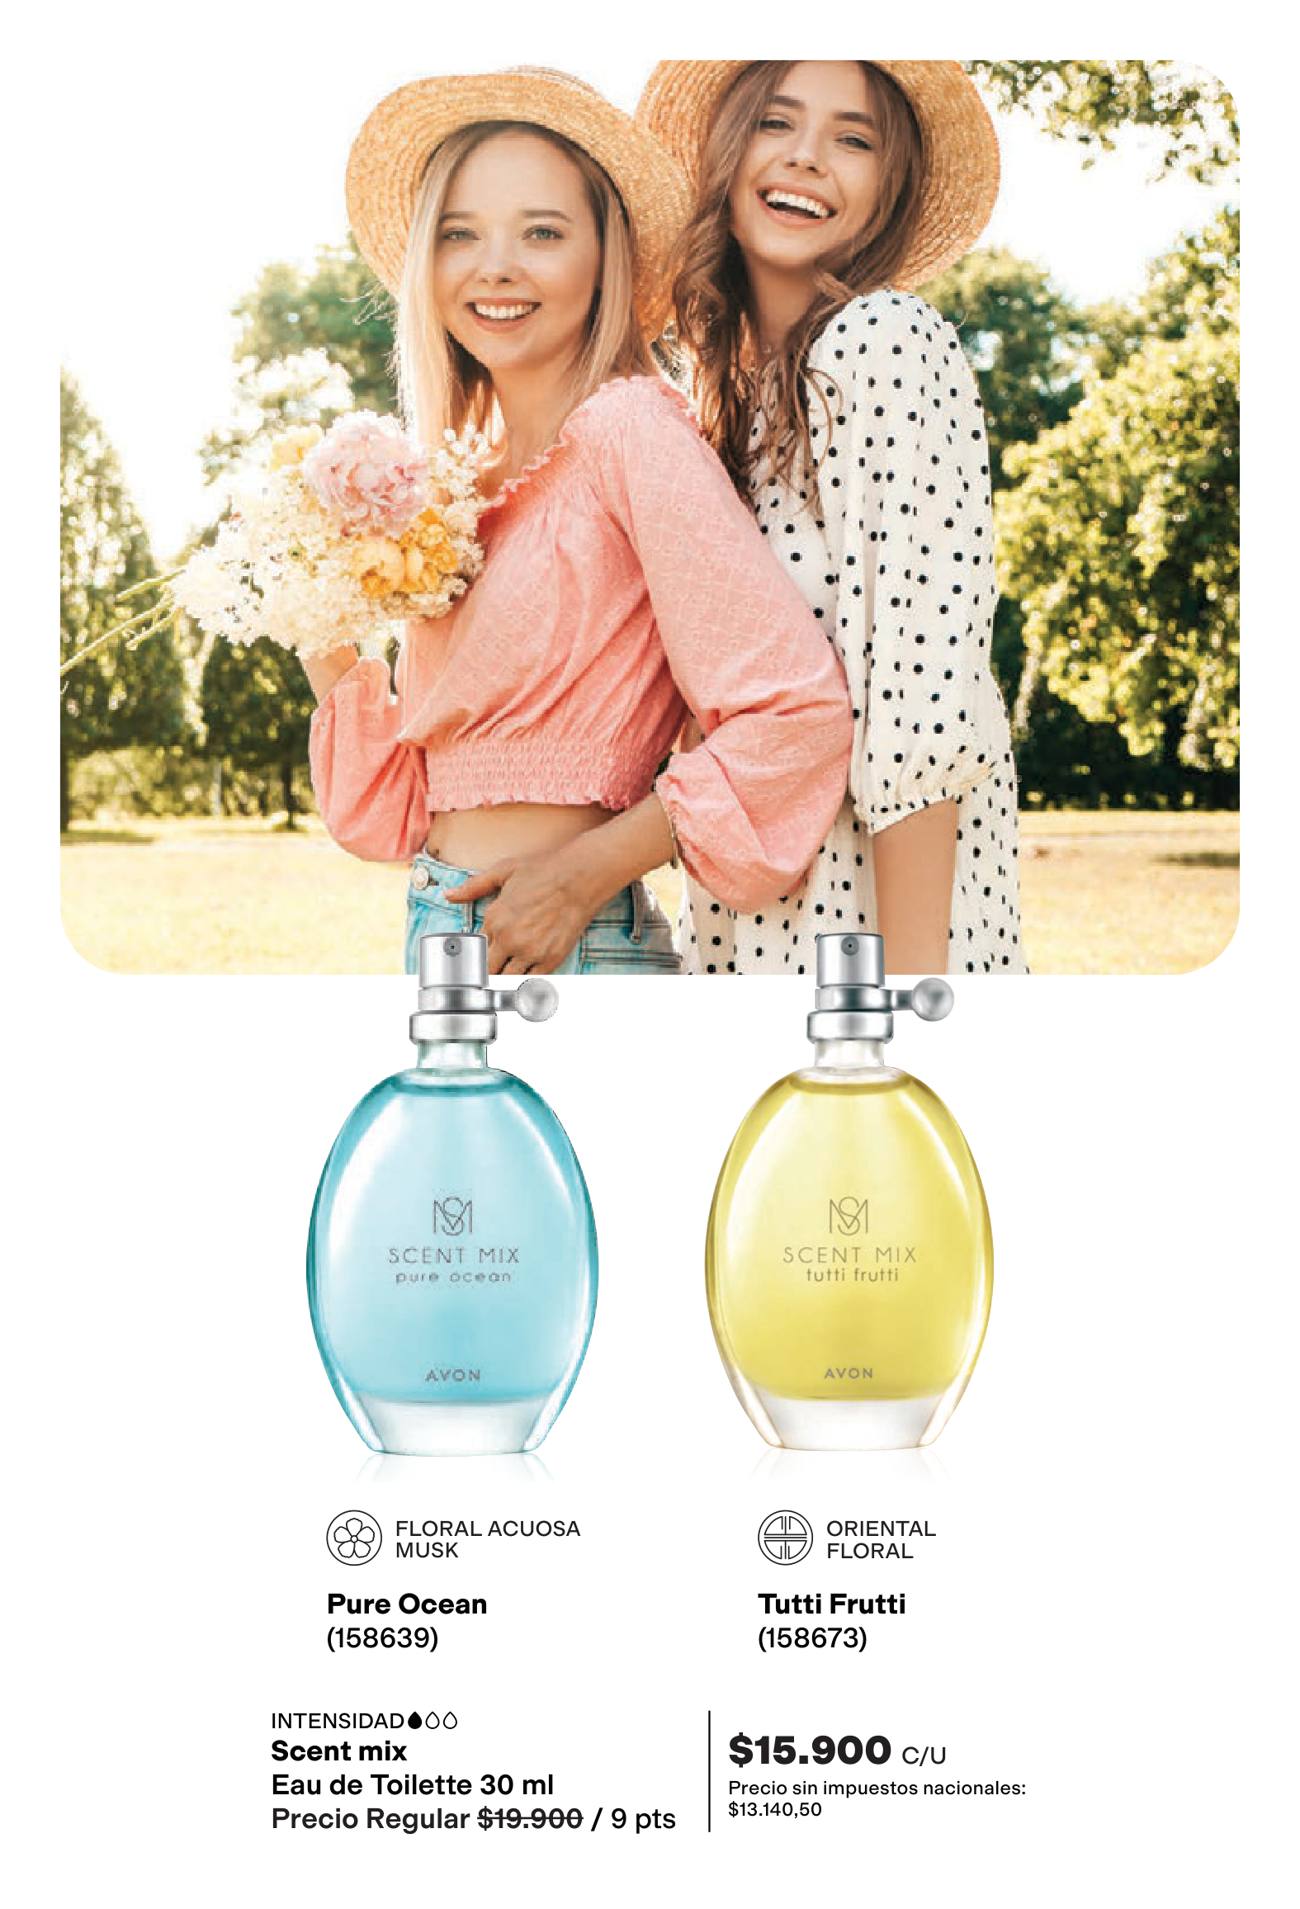 SCENT MIX
pure ocean
AVON
SCENT MIX
tutti frutti
AVON
FLORAL ACUOSA
MUSK
Pure Ocean
(158639)
ORIENTAL
FLORAL
Tutti Frutti
(158673)
INTENSIDAD
Scent mix
Eau de Toilette 30 ml
Precio Regular $19.900 / 9 pts
$15.900 C/U
Precio sin impuestos nacionales:
$13.140,50